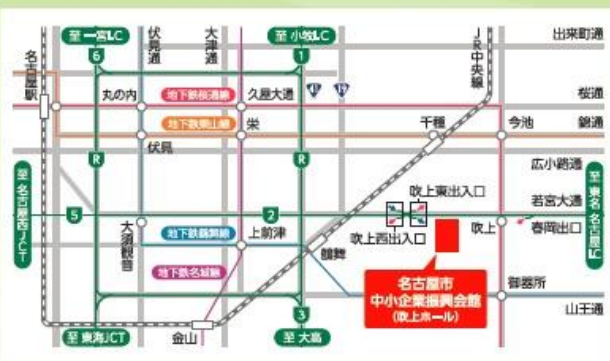 至 一宮I.C
伏見通
大津通
至 小牧I.C
JR中央線
出来町通
名古屋駅
6
1
丸の内
地下鉄桜通線
久屋大通
41
19
桜通
地下鉄東山線
栄
千種
今池
錦通
伏見
R
R
広小路通
至 名古屋西JCT
吹上東出入口
若宮大通
至 東名 名古屋I.C
5
2
大須観音
地下鉄鶴舞線
上前津
吹上西出入口
吹上
春岡出口
鶴舞
地下鉄名城線
名古屋市
中小企業振興会館
(吹上ホール)
御器所
山王通
3
至 東海JCT
金山
至 大高